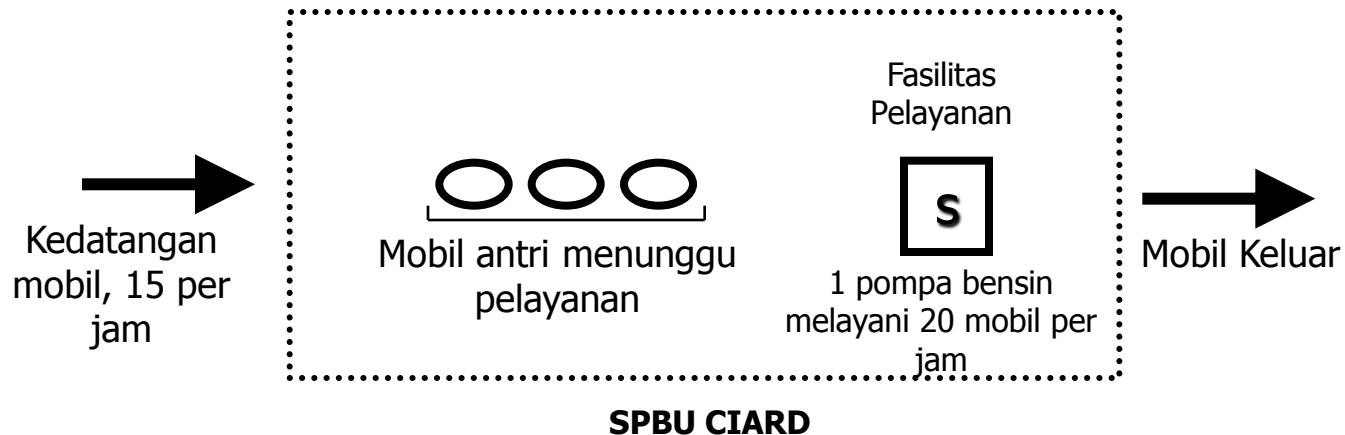 Fasilitas
Pelayanan
S
Kedatangan
mobil, 15 per
jam
Mobil antri menunggu
pelayanan
1 pompa bensin
melayani 20 mobil per
jam
Mobil Keluar
SPBU CIARD